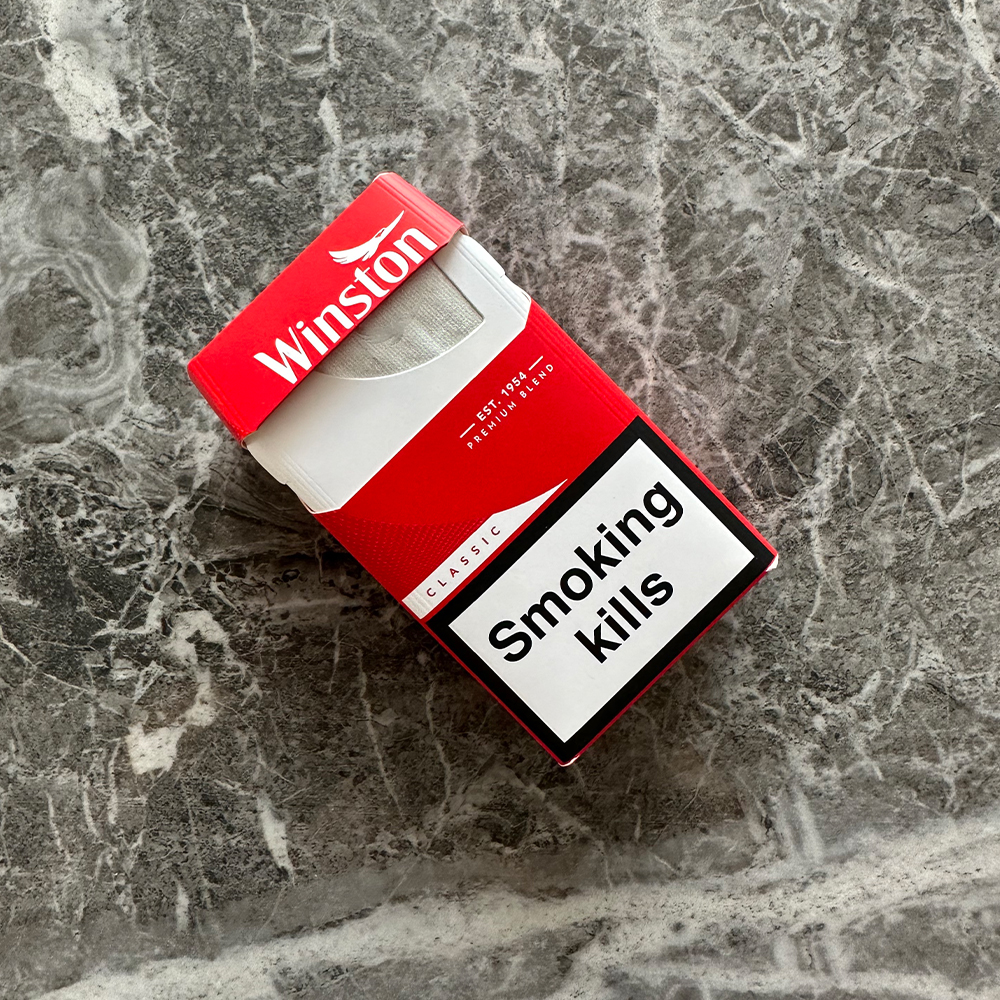 Winston
EST. 1954
PREMIUM BLEND
CLASSIC
Smoking
kills